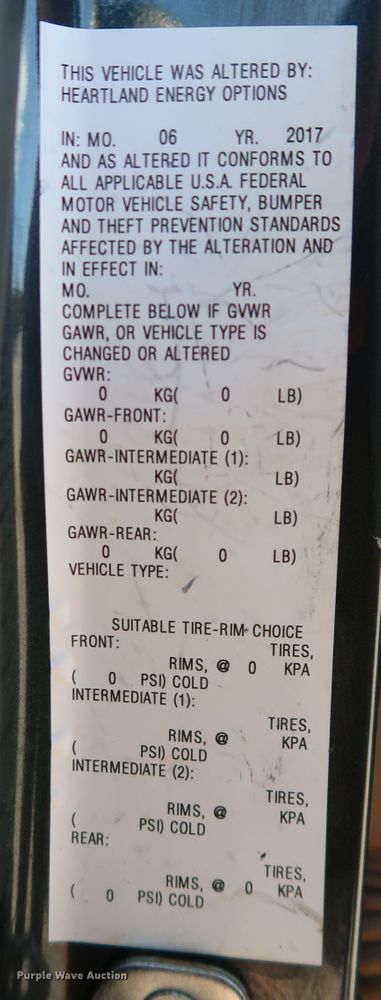 THIS VEHICLE WAS ALTERED BY:
HEARTLAND ENERGY OPTIONS
IN: MO. 06 YR. 2017
AND AS ALTERED IT CONFORMS TO
ALL APPLICABLE U.S.A. FEDERAL
MOTOR VEHICLE SAFETY, BUMPER
AND THEFT PREVENTION STANDARDS
AFFECTED BY THE ALTERATION AND
IN EFFECT IN:
MO. YR.
COMPLETE BELOW IF GVWR
GAWR, OR VEHICLE TYPE IS
CHANGED OR ALTERED
GVWR:
0 KG( 0 LB)
GAWR-FRONT:
0 KG( 0 LB)
GAWR-INTERMEDIATE (1):
KG( LB)
GAWR-INTERMEDIATE (2):
KG( LB)
GAWR-REAR:
0 KG( 0 LB)
VEHICLE TYPE:
SUITABLE TIRE-RIM CHOICE
FRONT: TIRES,
RIMS, @ 0 KPA
( 0 PSI) COLD
INTERMEDIATE (1):
TIRES,
RIMS, @ KPA
( PSI) COLD
INTERMEDIATE (2):
TIRES,
RIMS, @ KPA
( PSI) COLD
REAR:
TIRES,
RIMS, @ 0 KPA
( 0 PSI) COLD
Purple Wave Auction